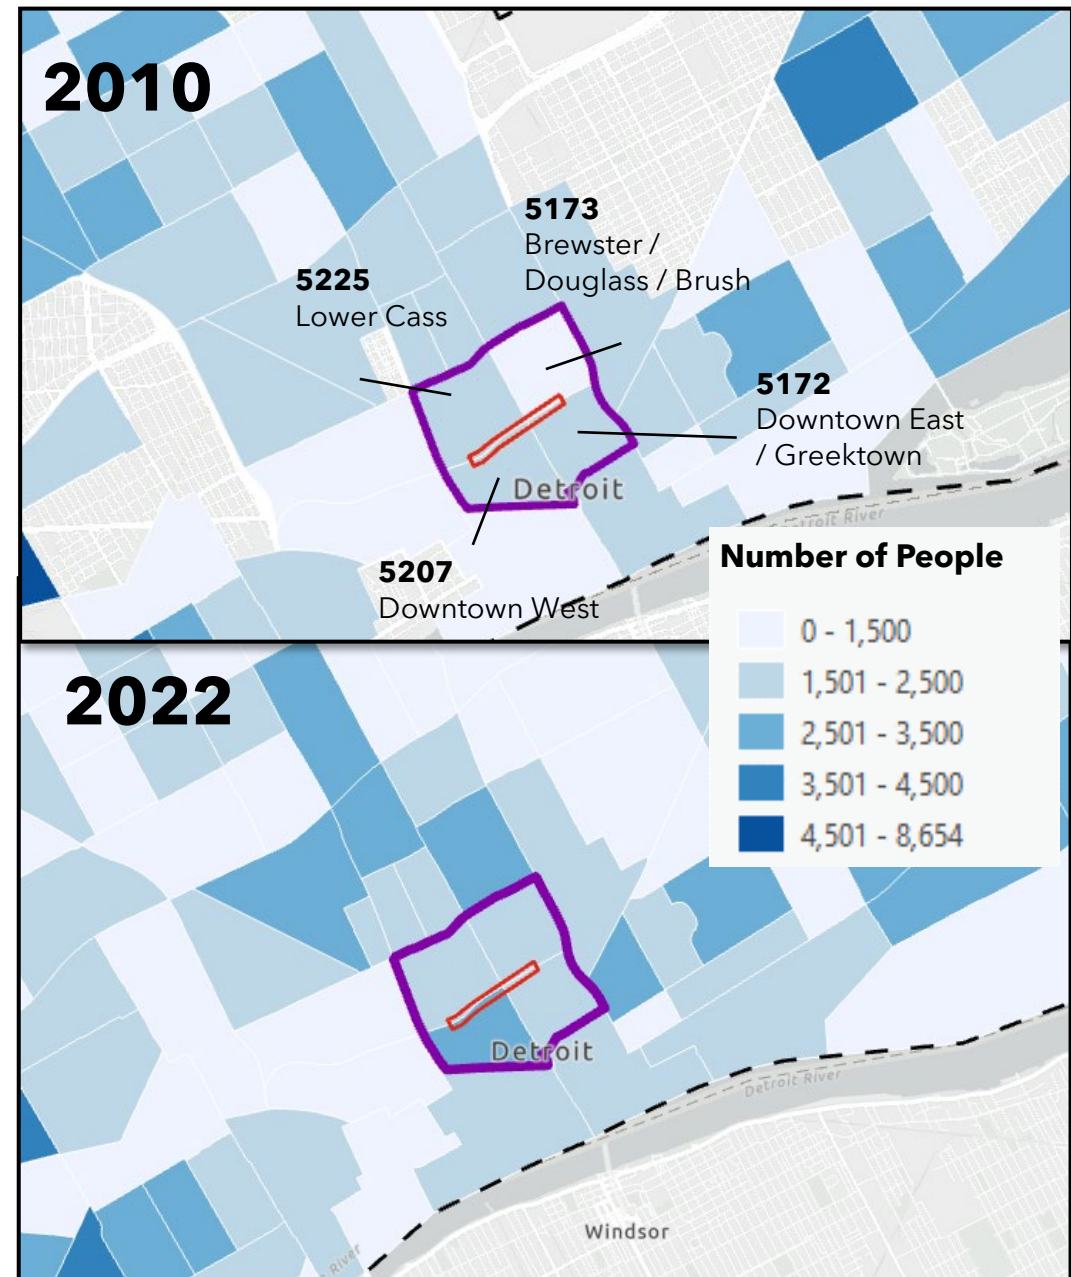 2010
5173
Brewster /
Douglass / Brush
5225
Lower Cass
5172
Downtown East
/ Greektown
Detroit
Detroit River
5207
Downtown West
Number of People
0 - 1,500
1,501 - 2,500
2,501 - 3,500
3,501 - 4,500
4,501 - 8,654
2022
Detroit
Detroit River
Windsor
River